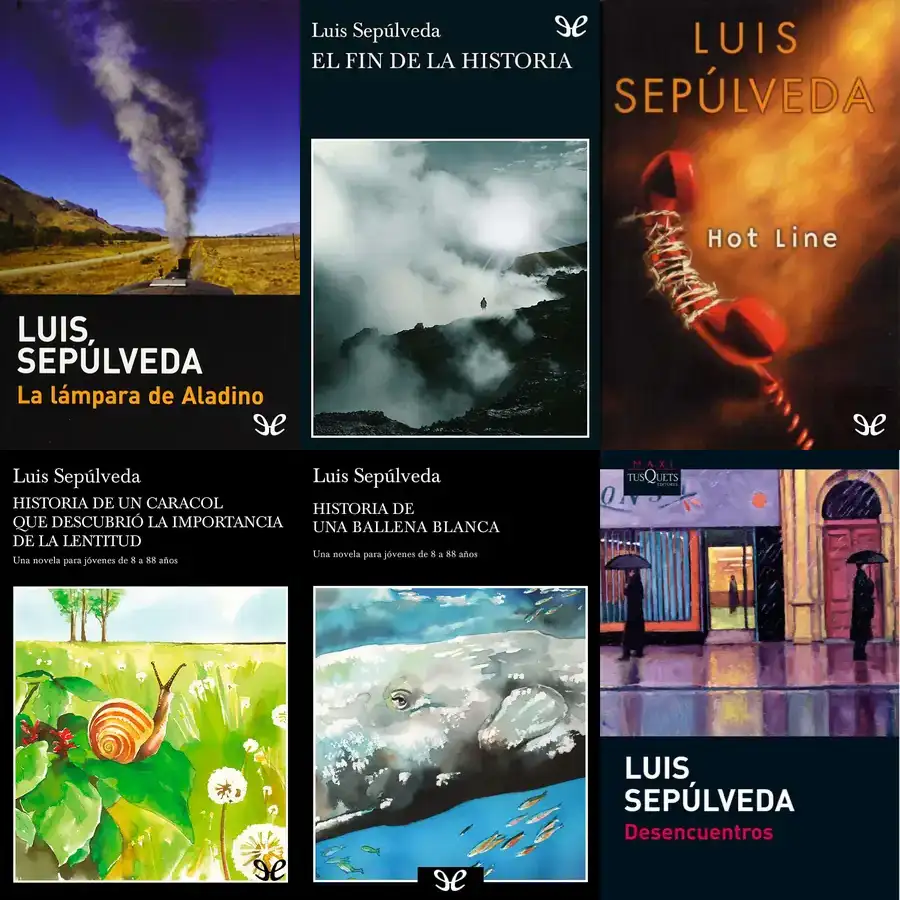 LUIS
SEPÚLVEDA
La lámpara de Aladino
Luis Sepúlveda
EL FIN DE LA HISTORIA
LUIS
SEPÚLVEDA
Hot Line
Luis Sepúlveda
HISTORIA DE UN CARACOL
QUE DESCUBRIÓ LA IMPORTANCIA
DE LA LENTITUD
Una novela para jóvenes de 8 a 88 años
Luis Sepúlveda
HISTORIA DE
UNA BALLENA BLANCA
Una novela para jóvenes de 8 a 88 años
MAXI
TUSQUETS
EDITORES
ONS
LUIS
SEPÚLVEDA
Desencuentros